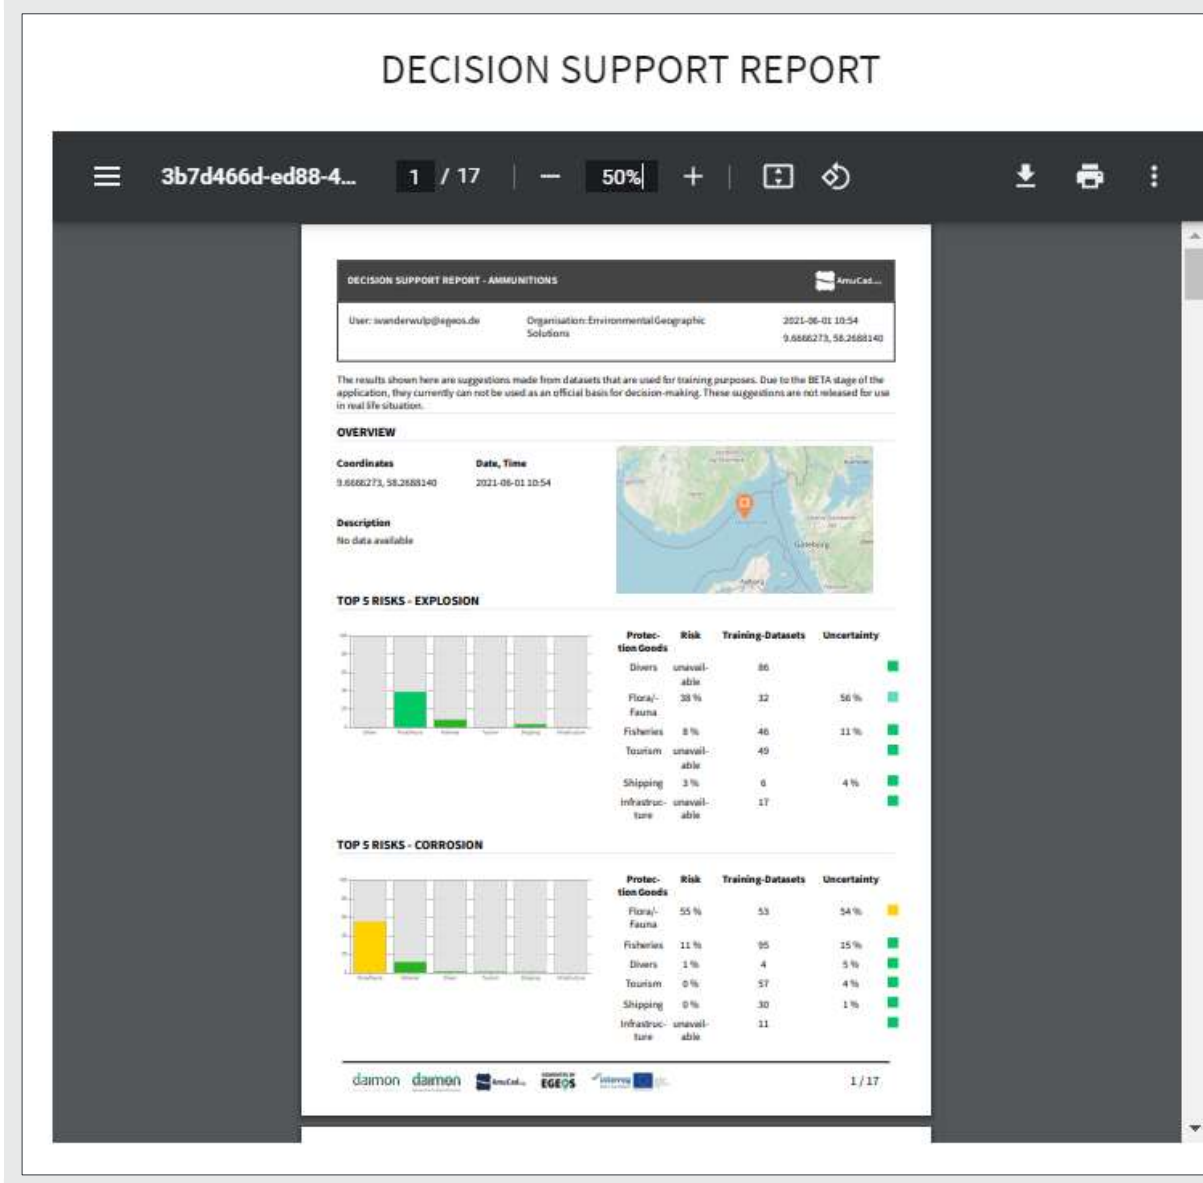 DECISION SUPPORT REPORT
3b7d466d-ed88-4... 1 / 17 50%
DECISION SUPPORT REPORT - AMMUNITIONS AmuCad
User: svanderwulp@egeos.de Organisation: Environmental Geographic 2021-06-01 10:54
Solutions 9.6666273, 58.2688140
The results shown here are suggestions made from datasets that are used for training purposes. Due to the BETA stage of the
application, they currently can not be used as an official basis for decision-making. These suggestions are not released for use
in real life situation.
OVERVIEW
Coordinates Date, Time
9.6666273, 58.2688140 2021-06-01 10:54
Description
No data available
Göteborg
Aalborg
TOP 5 RISKS - EXPLOSION
Protec- Risk Training-Datasets Uncertainty
tion Goods
Divers unavail- 86
able
Flora/- 38 % 32 56 %
Fauna
Fisheries 8 % 46 11 %
Tourism unavail- 49
able
Shipping 3 % 6 4 %
Infrastruc- unavail- 17
ture able
TOP 5 RISKS - CORROSION
Protec- Risk Training-Datasets Uncertainty
tion Goods
Flora/- 55 % 53 54 %
Fauna
Fisheries 11 % 95 15 %
Divers 1 % 4 5 %
Tourism 0 % 57 4 %
Shipping 0 % 30 1 %
Infrastruc- unavail- 11
ture able
daimon daimon AmuCad EGEOS Interreg 1 / 17